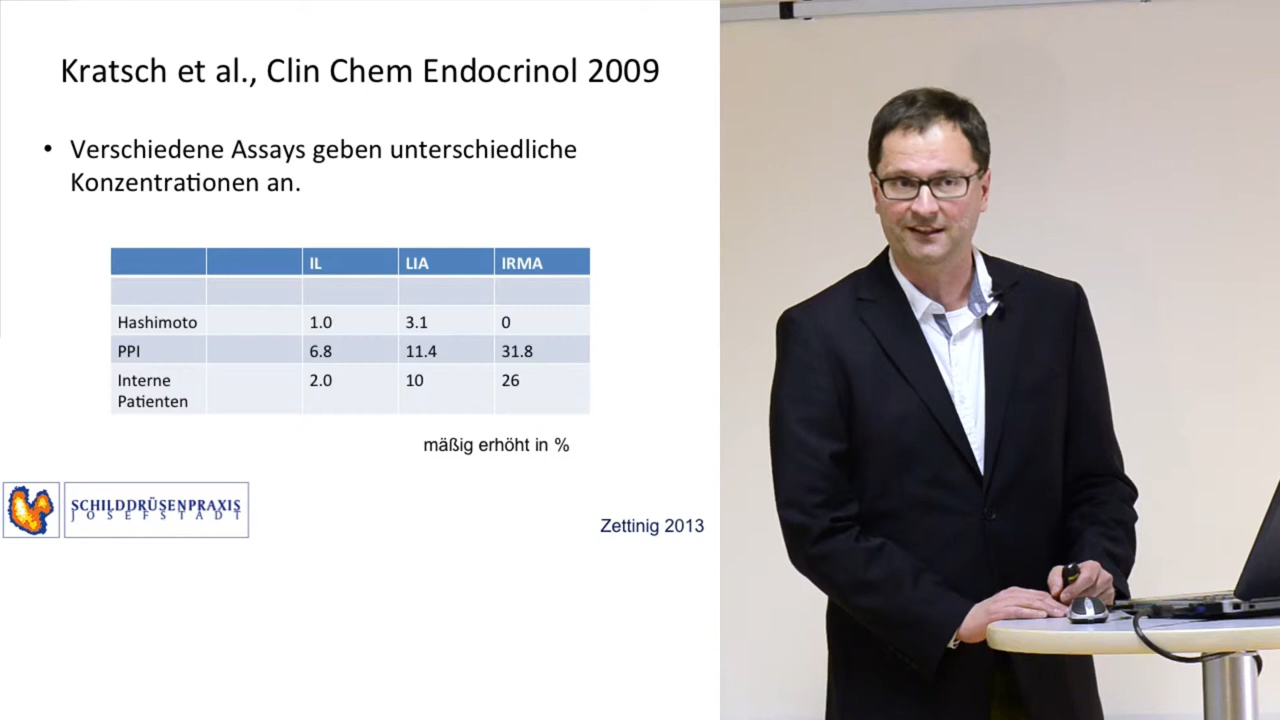 Kratsch et al., Clin Chem Endocrinol 2009
• Verschiedene Assays geben unterschiedliche
Konzentrationen an.
IL LIA IRMA
Hashimoto 1.0 3.1 0
PPI 6.8 11.4 31.8
Interne 2.0 10 26
Patienten
mäßig erhöht in %
SCHILDDRÜSENPRAXIS
JOSEFSTADT
Zettinig 2013